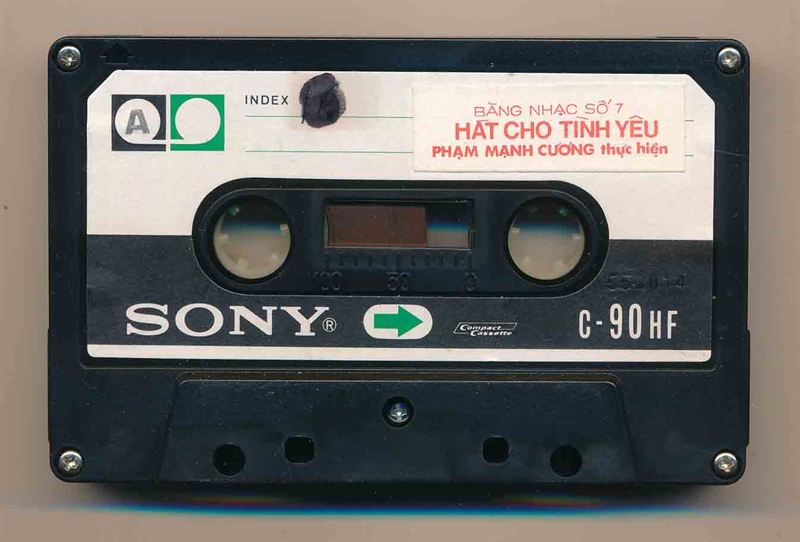 A
INDEX
BĂNG NHẠC SỐ 7
HÁT CHO TÌNH YÊU
PHẠM MẠNH CƯƠNG thực hiện
100 50 0
SONY®
Compact
Cassette
C-90HF